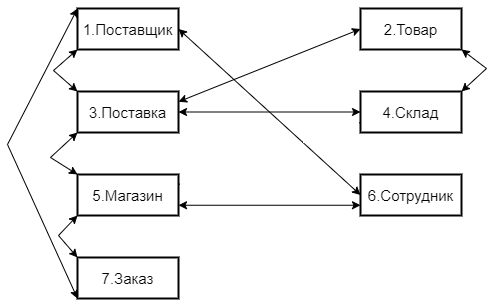 1.Поставщик
2.Товар
3.Поставка
4.Склад
5.Магазин
6.Сотрудник
7.Заказ